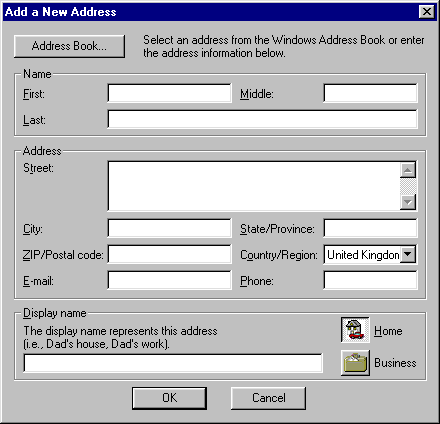 Add a New Address
Address Book...
Select an address from the Windows Address Book or enter
the address information below.
Name
First:
Middle:
Last:
Address
Street:
City:
State/Province:
ZIP/Postal code:
Country/Region:
United Kingdon
E-mail:
Phone:
Display name
The display name represents this address
(i.e., Dad's house, Dad's work).
Home
Business
OK
Cancel